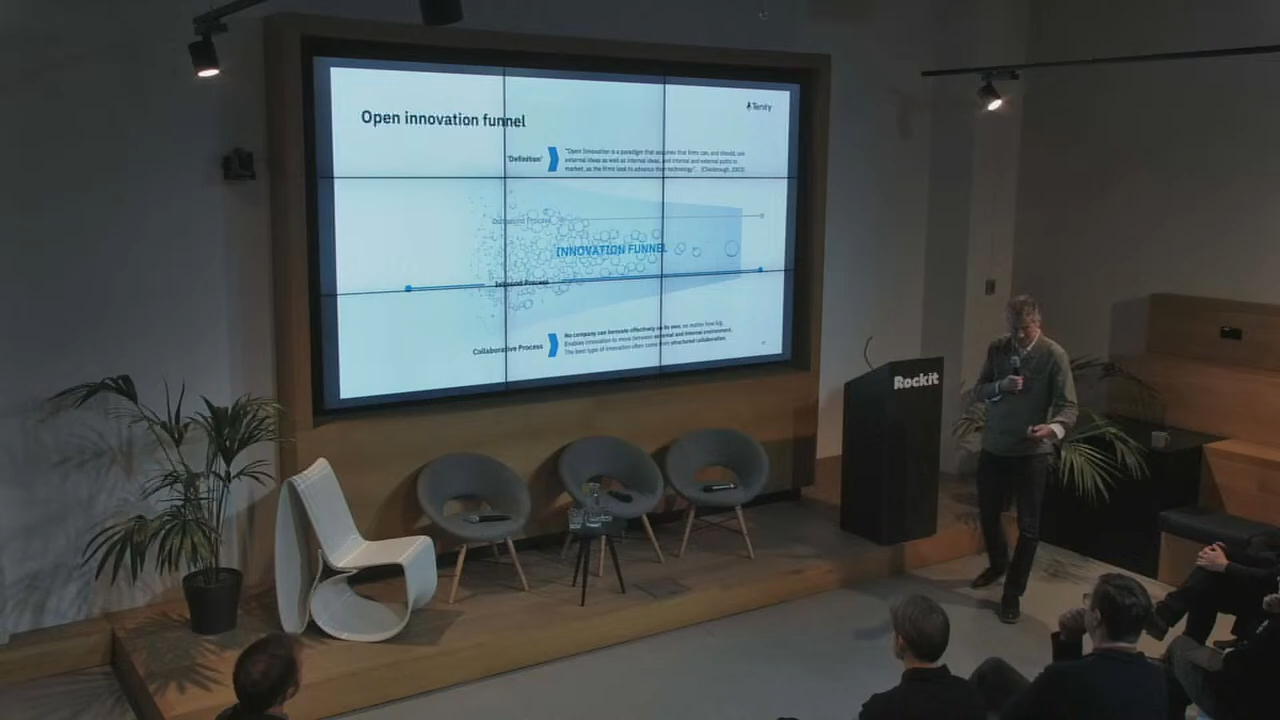 Open innovation funnel
Tenity
'Definition'
"Open Innovation is a paradigm that assumes that firms can, and should, use
external ideas as well as internal ideas, and internal and external paths to
market, as the firms look to advance their technology". (Chesbrough, 2003)
Outbound Process
INNOVATION FUNNEL
Inbound Process
Collaborative Process
No company can innovate effectively on its own, no matter how big.
Enables innovation to move between external and internal environment.
The best type of innovation often come from structured collaboration.
Rockit